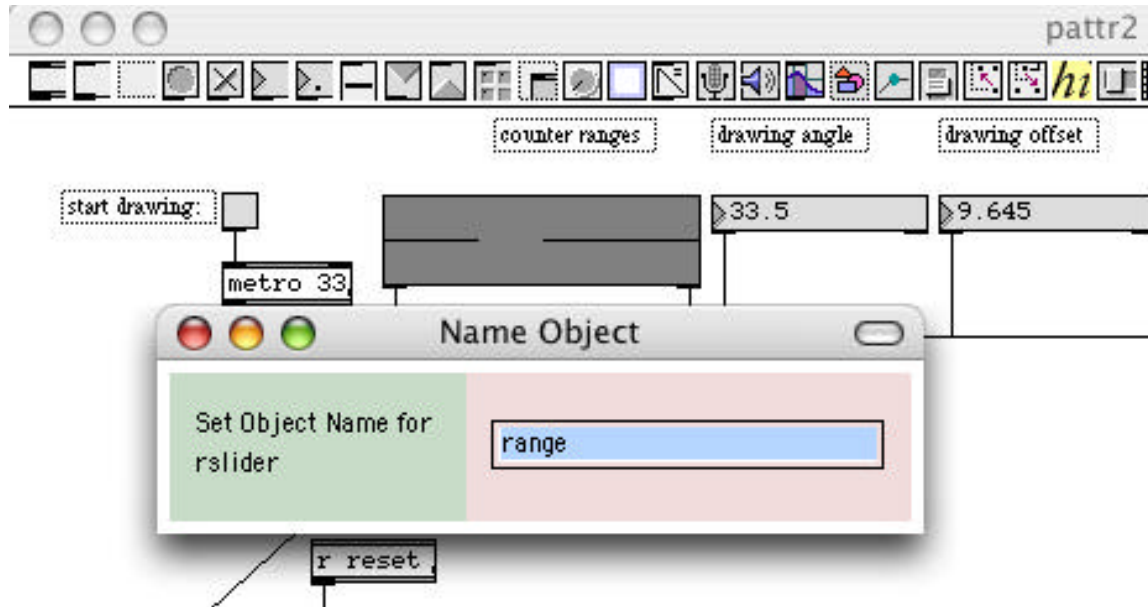 pattr2
hi
counter ranges
drawing angle
drawing offset
start drawing:
33.5
9.645
metro 33
Name Object
Set Object Name for
rslider
range
r reset